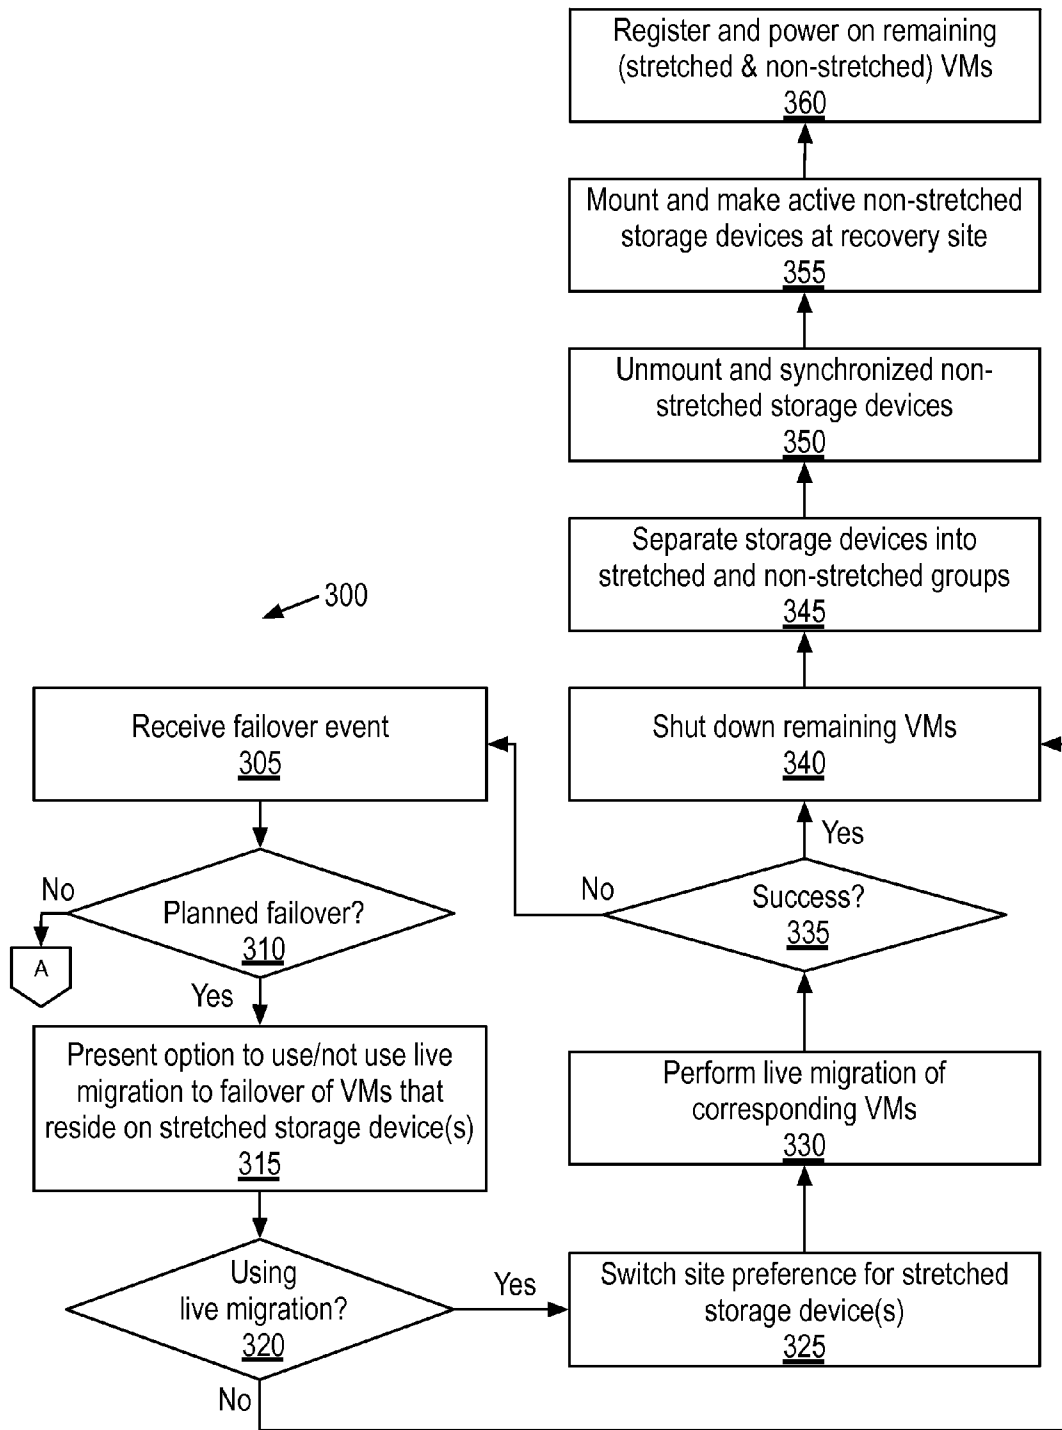 Register and power on remaining
(stretched & non-stretched) VMs
360
Mount and make active non-stretched
storage devices at recovery site
355
Unmount and synchronized non-
stretched storage devices
350
Separate storage devices into
stretched and non-stretched groups
345
300
Receive failover event
305
Shut down remaining VMs
340
Yes
No
Planned failover?
310
No
Success?
335
A
Yes
Present option to use/not use live
migration to failover of VMs that
reside on stretched storage device(s)
315
Perform live migration of
corresponding VMs
330
Using
live migration?
320
Yes
Switch site preference for stretched
storage device(s)
325
No